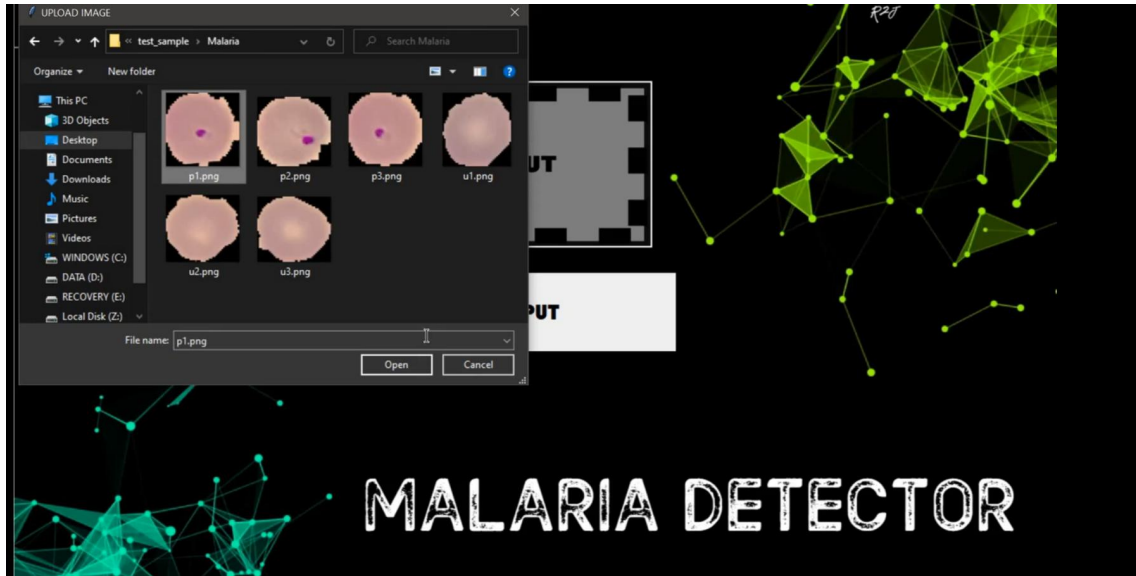 UPLOAD IMAGE
« test_sample › Malaria
Search Malaria
Organize
New folder
This PC
3D Objects
Desktop
Documents
Downloads
Music
Pictures
Videos
WINDOWS (C:)
DATA (D:)
RECOVERY (E:)
Local Disk (Z:)
p1.png
p2.png
p3.png
u1.png
u2.png
u3.png
File name:
p1.png
Open
Cancel
UT
PUT
MALARIA DETECTOR